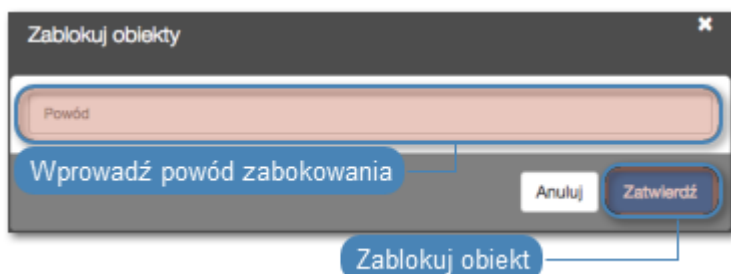 Zablokuj obiekty
Powód
Wprowadź powód zabokowania
Anuluj Zatwierdź
Zablokuj obiekt